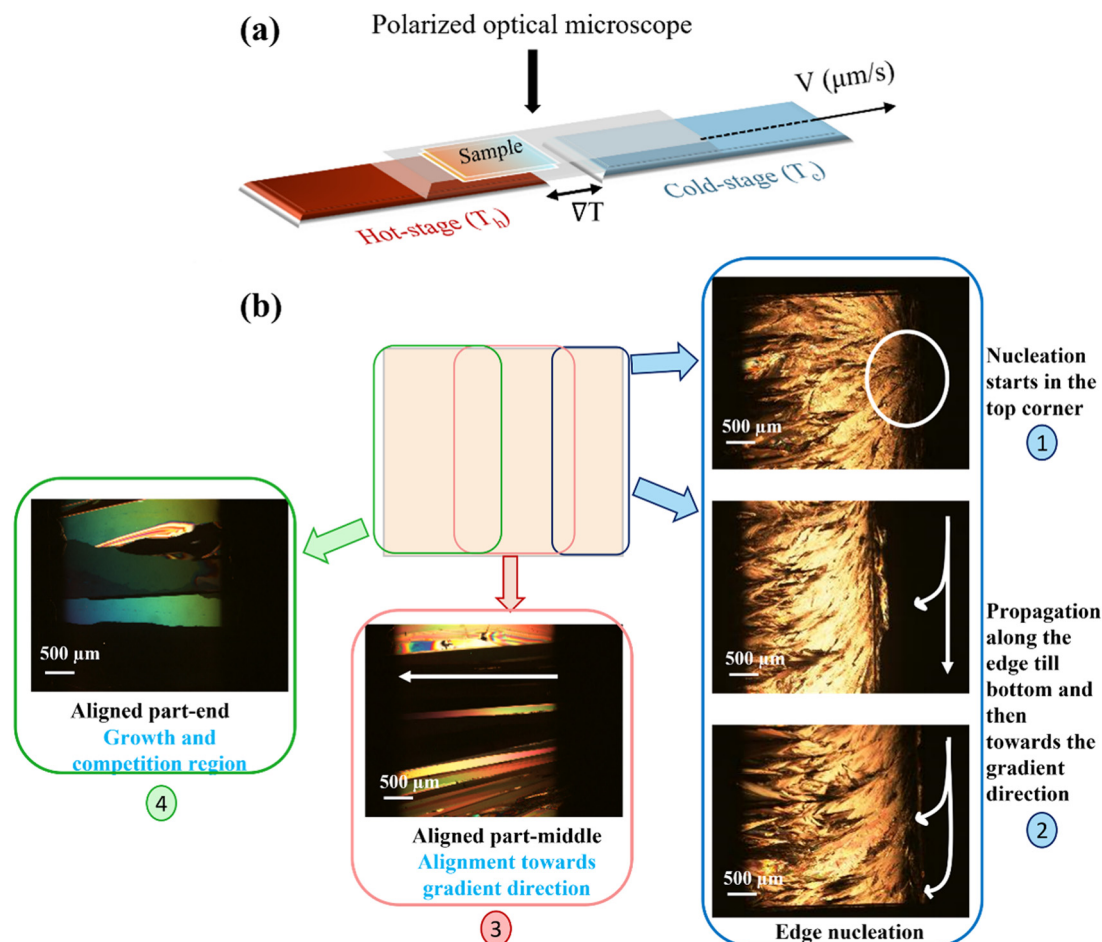 (a)
Polarized optical microscope
V (μm/s)
Sample
Hot-stage (Th)
∇T
Cold-stage (Tc)
(b)
500 μm
Nucleation
starts in the
top corner
1
500 μm
500 μm
Propagation
along the
edge till
bottom and
then
towards the
gradient
direction
2
Edge nucleation
500 μm
Aligned part-middle
Alignment towards
gradient direction
3
500 μm
Aligned part-end
Growth and
competition region
4